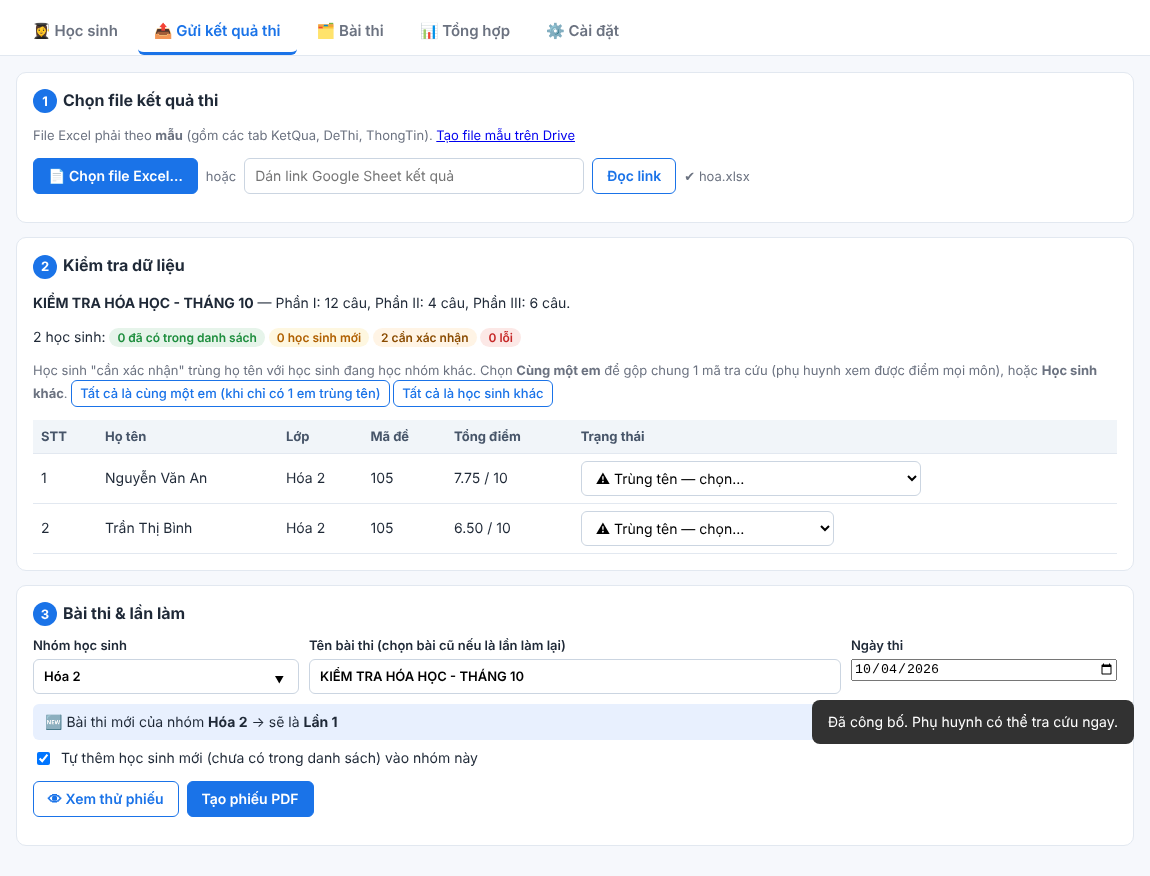 Học sinh
Gửi kết quả thi
Bài thi
Tổng hợp
Cài đặt
1 Chọn file kết quả thi
File Excel phải theo mẫu (gồm các tab KetQua, DeThi, ThongTin). Tạo file mẫu trên Drive
Chọn file Excel... hoặc Dán link Google Sheet kết quả Đọc link ✔ hoa.xlsx
2 Kiểm tra dữ liệu
KIỂM TRA HÓA HỌC - THÁNG 10 — Phần I: 12 câu, Phần II: 4 câu, Phần III: 6 câu.
2 học sinh: 0 đã có trong danh sách 0 học sinh mới 2 cần xác nhận 0 lỗi
Học sinh "cần xác nhận" trùng họ tên với học sinh đang học nhóm khác. Chọn Cùng một em để gộp chung 1 mã tra cứu (phụ huynh xem được điểm mọi môn), hoặc Học sinh
khác. Tất cả là cùng một em (khi chỉ có 1 em trùng tên) Tất cả là học sinh khác
STT Họ tên Lớp Mã đề Tổng điểm Trạng thái
1 Nguyễn Văn An Hóa 2 105 7.75 / 10 ⚠ Trùng tên — chọn...
2 Trần Thị Bình Hóa 2 105 6.50 / 10 ⚠ Trùng tên — chọn...
3 Bài thi & lần làm
Nhóm học sinh Tên bài thi (chọn bài cũ nếu là lần làm lại) Ngày thi
Hóa 2 KIỂM TRA HÓA HỌC - THÁNG 10 10/04/2026
NEW Bài thi mới của nhóm Hóa 2 → sẽ là Lần 1
Đã công bố. Phụ huynh có thể tra cứu ngay.
Tự thêm học sinh mới (chưa có trong danh sách) vào nhóm này
Xem thử phiếu Tạo phiếu PDF